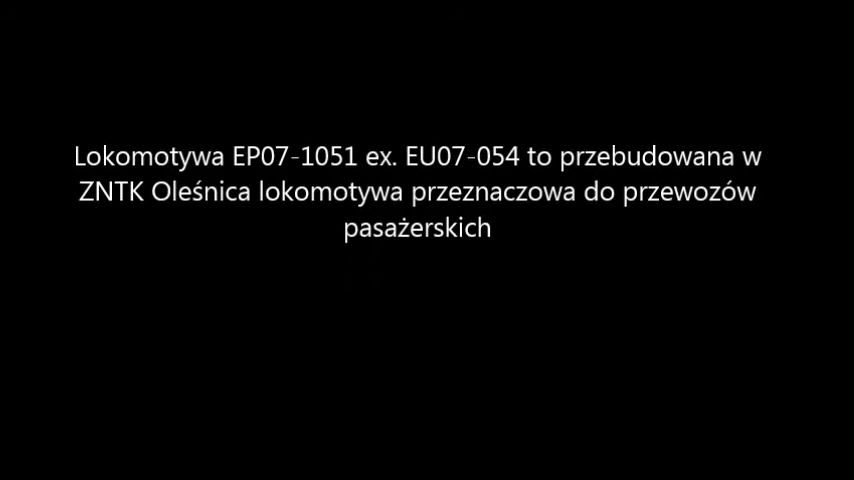 Lokomotywa EP07-1051 ex. EU07-054 to przebudowana w
ZNTK Oleśnica lokomotywa przeznaczowa do przewozów
pasażerskich